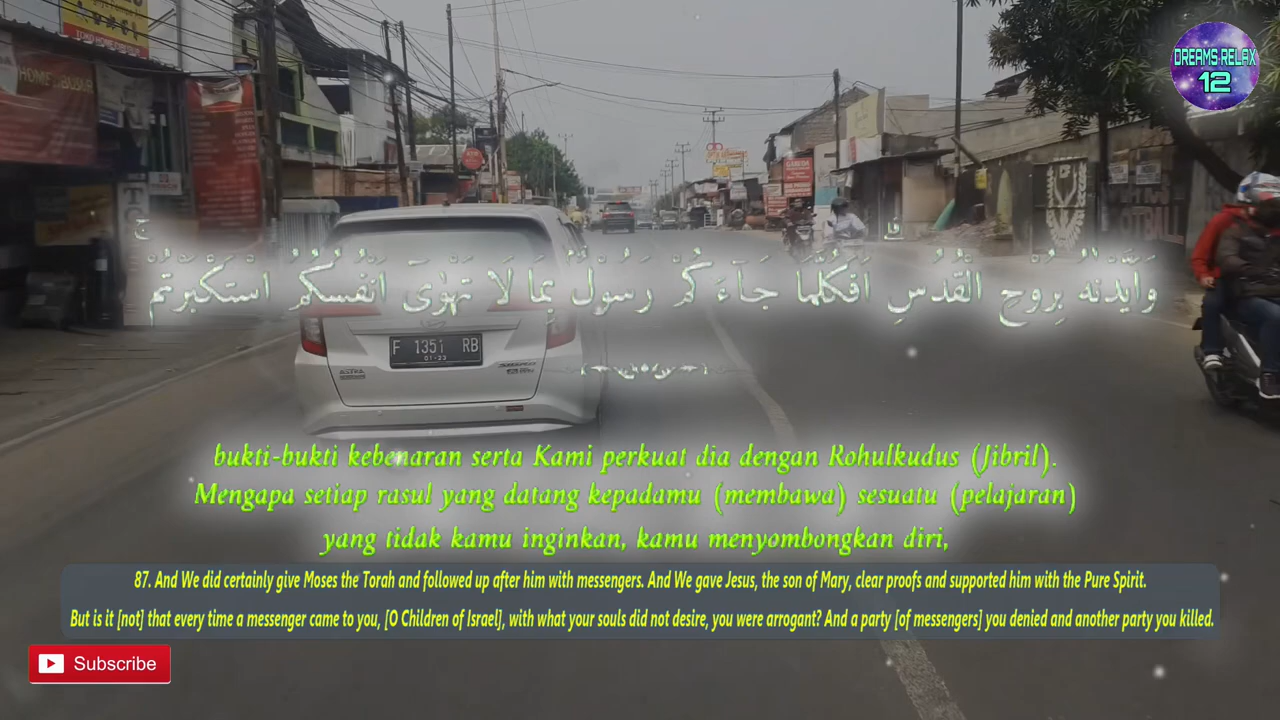 DREAMS RELAX
12
وَاَيَّدْنٰهُ بِرُوْحِ الْقُدُسِۗ اَفَكُلَّمَا جَاۤءَكُمْ رَسُوْلٌۢ بِمَا لَا تَهْوٰىٓ اَنْفُسُكُمُ اسْتَكْبَرْتُمْۚ
F 1351 RB
01·23
ASTRA
bukti-bukti kebenaran serta Kami perkuat dia dengan Rohulkudus (Jibril).
Mengapa setiap rasul yang datang kepadamu (membawa) sesuatu (pelajaran)
yang tidak kamu inginkan, kamu menyombongkan diri,
87. And We did certainly give Moses the Torah and followed up after him with messengers. And We gave Jesus, the son of Mary, clear proofs and supported him with the Pure Spirit.
But is it [not] that every time a messenger came to you, [O Children of Israel], with what your souls did not desire, you were arrogant? And a party [of messengers] you denied and another party you killed.
Subscribe